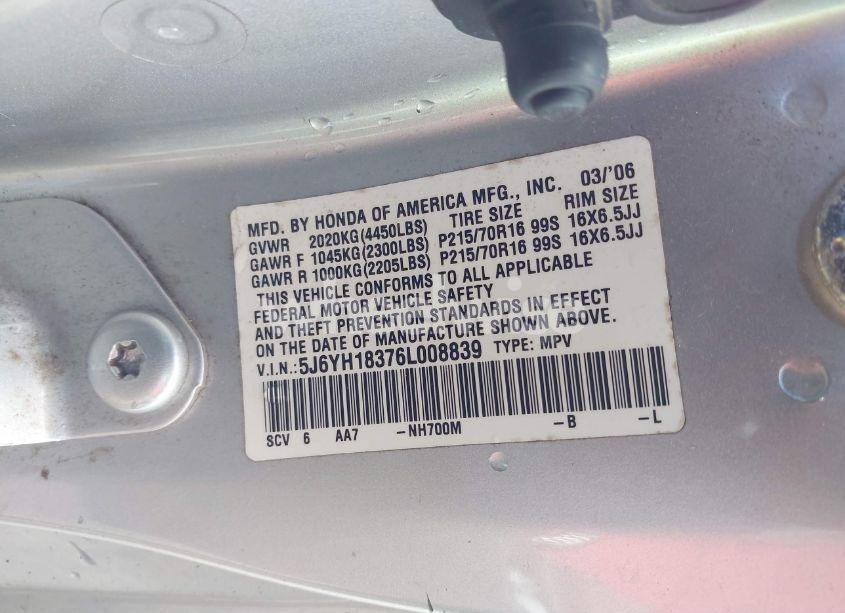 MFD. BY HONDA OF AMERICA MFG., INC. 03/'06
GVWR 2020KG(4450LBS) TIRE SIZE RIM SIZE
GAWR F 1045KG(2300LBS) P215/70R16 99S 16X6.5JJ
GAWR R 1000KG(2205LBS) P215/70R16 99S 16X6.5JJ
THIS VEHICLE CONFORMS TO ALL APPLICABLE
FEDERAL MOTOR VEHICLE SAFETY
AND THEFT PREVENTION STANDARDS IN EFFECT
ON THE DATE OF MANUFACTURE SHOWN ABOVE.
V.I.N.:5J6YH18376L008839 TYPE: MPV
SCV 6 AA7 -NH700M -B -L